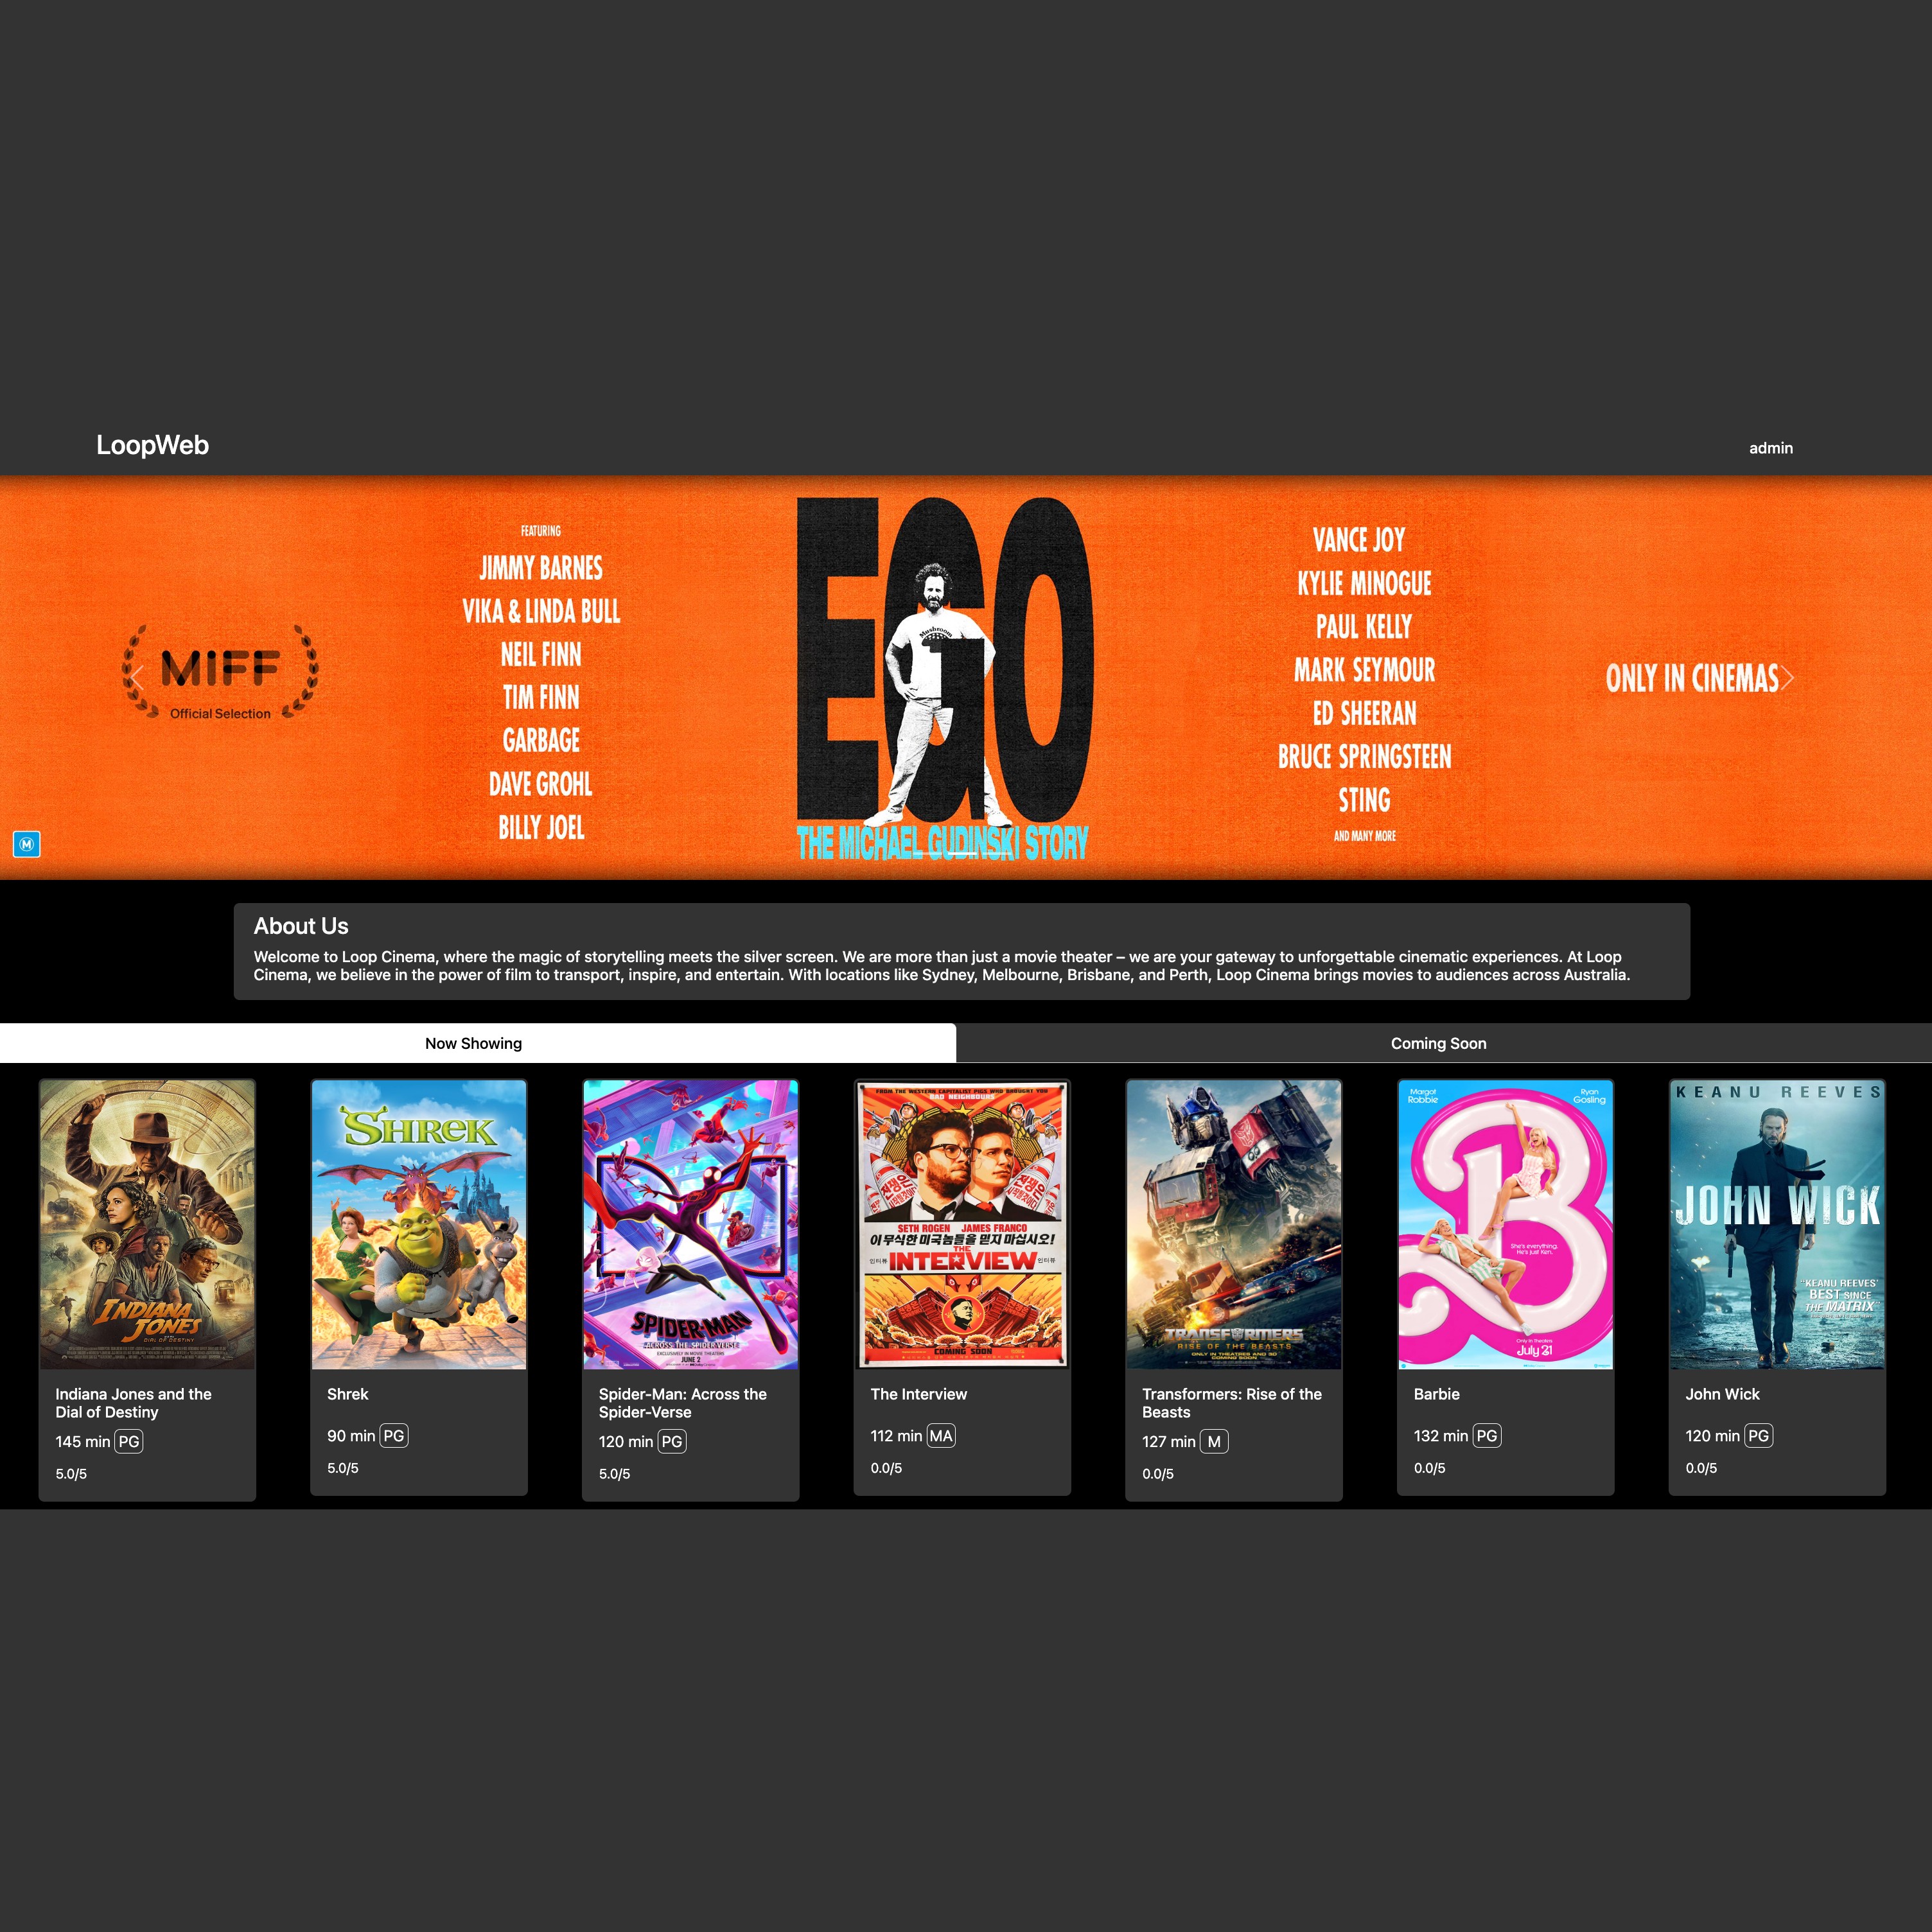 LoopWeb
admin
MIFF
Official Selection
FEATURING
JIMMY BARNES
VIKA & LINDA BULL
NEIL FINN
TIM FINN
GARBAGE
DAVE GROHL
BILLY JOEL
EGO
Mushroom
THE MICHAEL GUDINSKI STORY
VANCE JOY
KYLIE MINOGUE
PAUL KELLY
MARK SEYMOUR
ED SHEERAN
BRUCE SPRINGSTEEN
STING
AND MANY MORE
ONLY IN CINEMAS
M
About Us
Welcome to Loop Cinema, where the magic of storytelling meets the silver screen. We are more than just a movie theater – we are your gateway to unforgettable cinematic experiences. At Loop
Cinema, we believe in the power of film to transport, inspire, and entertain. With locations like Sydney, Melbourne, Brisbane, and Perth, Loop Cinema brings movies to audiences across Australia.
Now Showing
Coming Soon
INDIANA
JONES
DIAL OF DESTINY
Indiana Jones and the
Dial of Destiny
145 min PG
5.0/5
SHREK
Shrek
90 min PG
5.0/5
SPIDER-MAN
ACROSS THE SPIDER-VERSE
EXCLUSIVELY IN MOVIE THEATERS
JUNE 2
Spider-Man: Across the
Spider-Verse
120 min PG
5.0/5
FROM THE WESTERN CAPITALIST PIGS WHO BROUGHT YOU
BAD NEIGHBOURS
SETH ROGEN JAMES FRANCO
이 무식한 미국놈들을 믿지 마십시오!
THE
인터뷰 INTERVIEW 인터뷰
COMING SOON
The Interview
112 min MA
0.0/5
TRANSFORMERS
RISE OF THE BEASTS
ONLY IN THEATRES AND 3D
COMING SOON
Transformers: Rise of the
Beasts
127 min M
0.0/5
Margot
Robbie
Ryan
Gosling
B
She's everything.
He's just Ken.
Only in theaters
July 21
Barbie
132 min PG
0.0/5
KEANU REEVES
JOHN WICK
"KEANU REEVES'
BEST SINCE
THE MATRIX"
John Wick
120 min PG
0.0/5